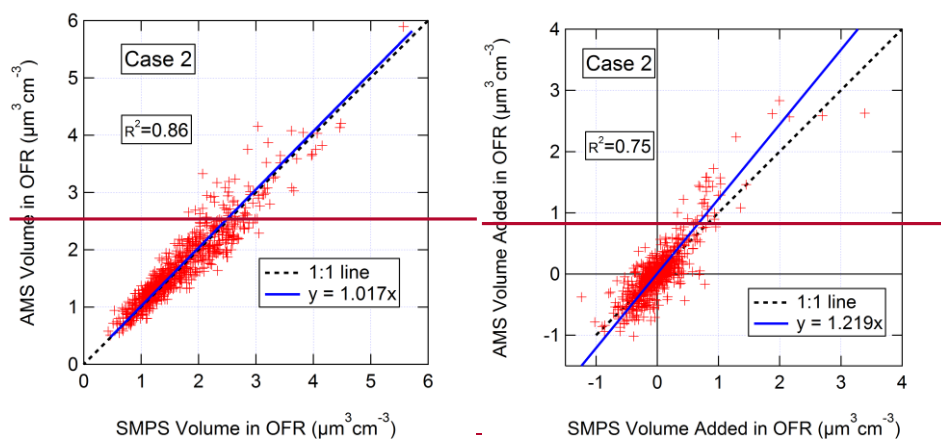 AMS Volume in OFR (µm³cm⁻³)
6
5
4
3
2
1
0
Case 2
R²=0.86
1:1 line
y = 1.017x
0 1 2 3 4 5 6
SMPS Volume in OFR (µm³cm⁻³)
AMS Volume Added in OFR (µm³cm⁻³)
4
3
2
1
0
-1
Case 2
R²=0.75
1:1 line
y = 1.219x
-1 0 1 2 3 4
SMPS Volume Added in OFR (µm³cm⁻³)